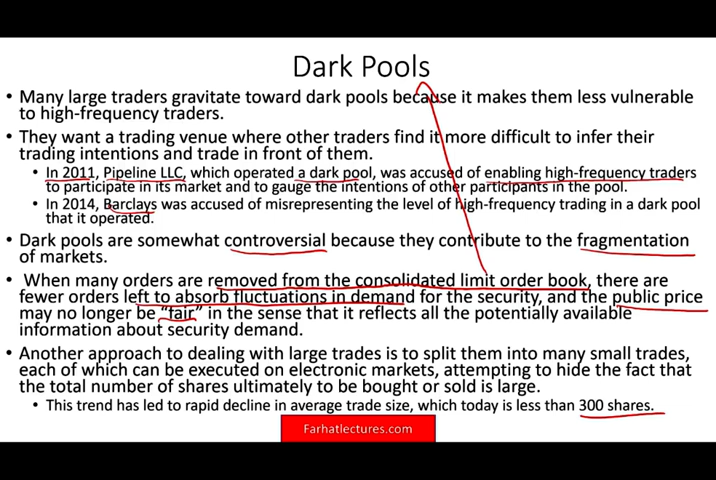 Dark Pools
• Many large traders gravitate toward dark pools because it makes them less vulnerable
to high-frequency traders.
• They want a trading venue where other traders find it more difficult to infer their
trading intentions and trade in front of them.
• In 2011, Pipeline LLC, which operated a dark pool, was accused of enabling high-frequency traders
to participate in its market and to gauge the intentions of other participants in the pool.
• In 2014, Barclays was accused of misrepresenting the level of high-frequency trading in a dark pool
that it operated.
• Dark pools are somewhat controversial because they contribute to the fragmentation
of markets.
• When many orders are removed from the consolidated limit order book, there are
fewer orders left to absorb fluctuations in demand for the security, and the public price
may no longer be “fair” in the sense that it reflects all the potentially available
information about security demand.
• Another approach to dealing with large trades is to split them into many small trades,
each of which can be executed on electronic markets, attempting to hide the fact that
the total number of shares ultimately to be bought or sold is large.
• This trend has led to rapid decline in average trade size, which today is less than 300 shares.
Farhatlectures.com